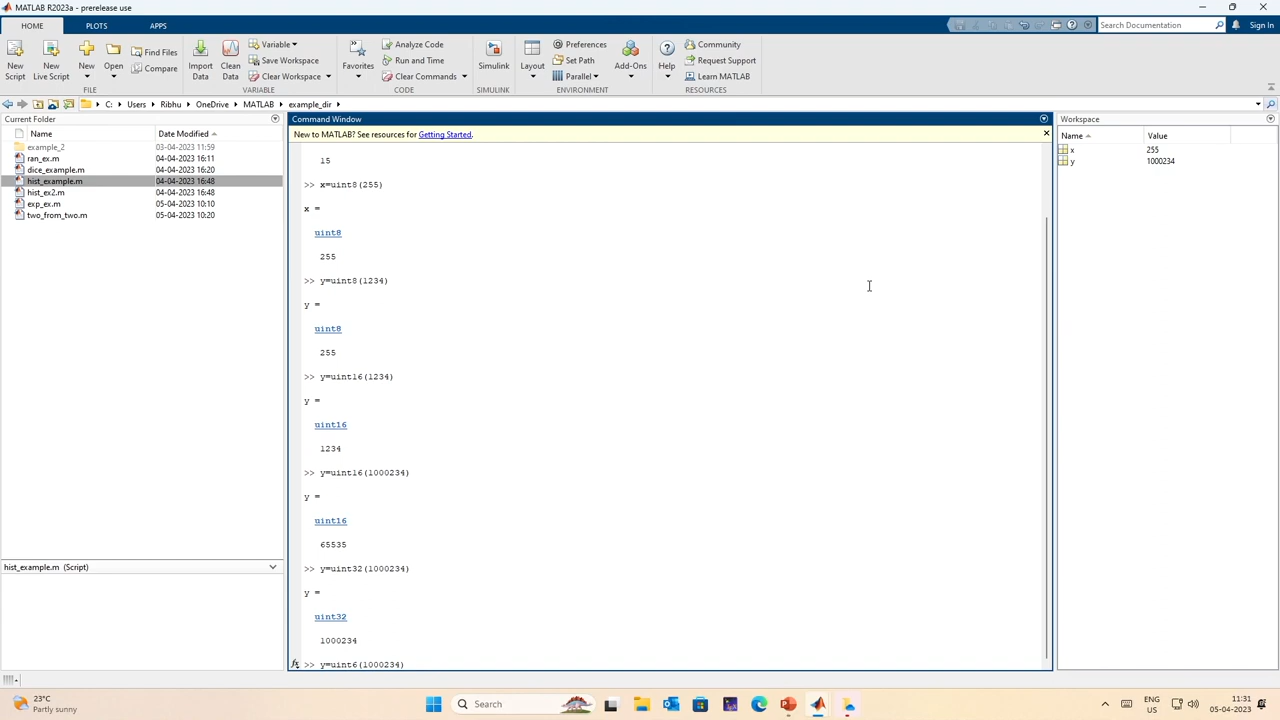 MATLAB R2023a - prerelease use
HOME PLOTS APPS
Search Documentation
Sign In
New Script
New Live Script
New
Open
Find Files
Compare
Import Data
Clean Data
Variable
Save Workspace
Clear Workspace
Favorites
Analyze Code
Run and Time
Clear Commands
Simulink
Layout
Preferences
Set Path
Parallel
Add-Ons
Help
Community
Request Support
Learn MATLAB
FILE VARIABLE CODE SIMULINK ENVIRONMENT RESOURCES
C: Users Ribhu OneDrive MATLAB example_dir
Current Folder
Name Date Modified
example_2 03-04-2023 11:59
ran_ex.m 04-04-2023 16:11
dice_example.m 04-04-2023 16:20
hist_example.m 04-04-2023 16:48
hist_ex2.m 04-04-2023 16:48
exp_ex.m 05-04-2023 10:10
two_from_two.m 05-04-2023 10:20
hist_example.m (Script)
Command Window
New to MATLAB? See resources for Getting Started.
15
>> x=uint8(255)
x =
uint8
255
>> y=uint8(1234)
y =
uint8
255
>> y=uint16(1234)
y =
uint16
1234
>> y=uint16(1000234)
y =
uint16
65535
>> y=uint32(1000234)
y =
uint32
1000234
fx >> y=uint6(1000234)
Workspace
Name Value
x 255
y 1000234
23°C
Partly sunny
Search
ENG
US
11:31
05-04-2023